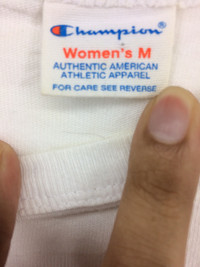 Champion
Women's M
AUTHENTIC AMERICAN
ATHLETIC APPAREL
FOR CARE SEE REVERSE